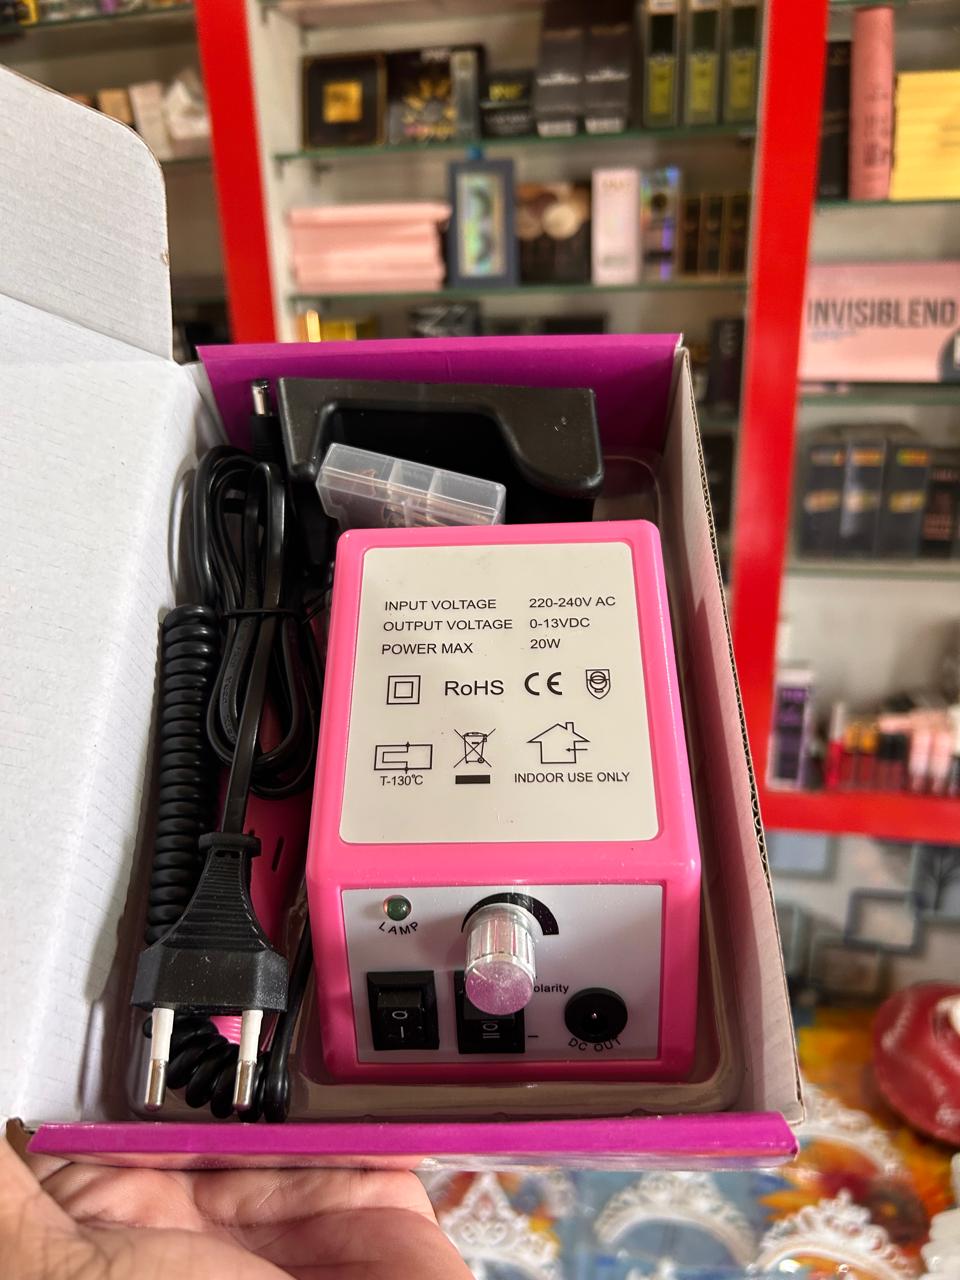 INVISIBLEND
INPUT VOLTAGE 220-240V AC
OUTPUT VOLTAGE 0-13VDC
POWER MAX 20W
RoHS CE
T-130℃
INDOOR USE ONLY
LAMP
olarity
DC OUT